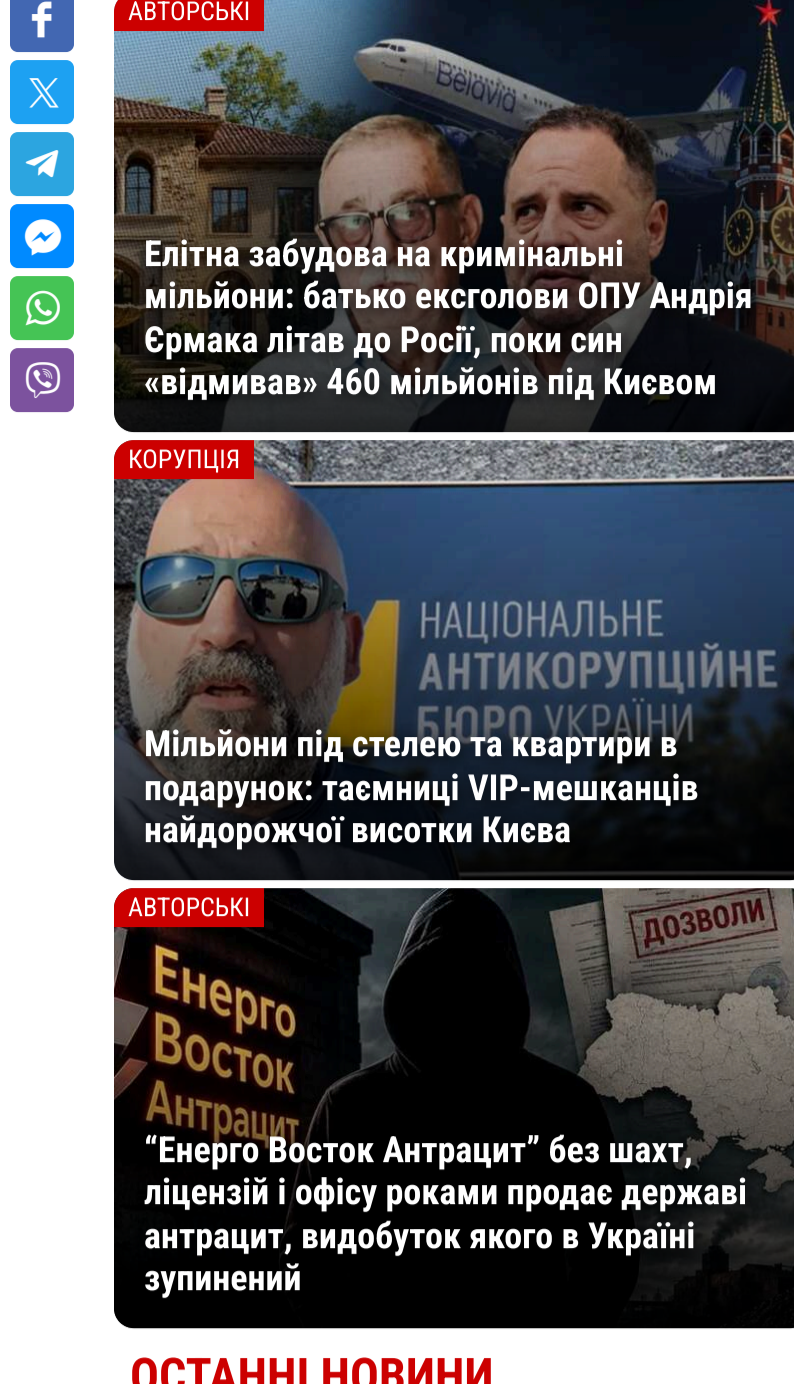 АВТОРСЬКІ
Belavia
Елітна забудова на кримінальні
мільйони: батько ексголови ОПУ Андрія
Єрмака літав до Росії, поки син
«відмивав» 460 мільйонів під Києвом
КОРУПЦІЯ
НАЦІОНАЛЬНЕ
АНТИКОРУПЦІЙНЕ
БЮРО УКРАЇНИ
Мільйони під стелею та квартири в
подарунок: таємниці VIP-мешканців
найдорожчої висотки Києва
АВТОРСЬКІ
ДОЗВОЛИ
Енерго
Восток
Антрацит
“Енерго Восток Антрацит” без шахт,
ліцензій і офісу роками продає державі
антрацит, видобуток якого в Україні
зупинений
ОСТАННІ НОВИНИ